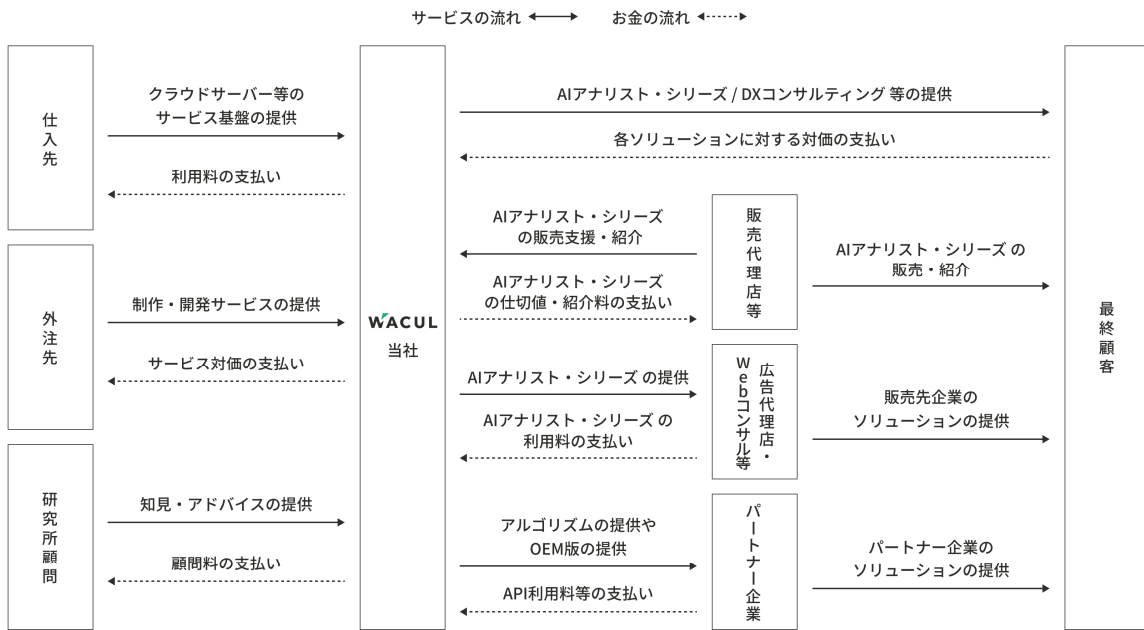 サービスの流れ
お金の流れ
仕入先
クラウドサーバー等の
サービス基盤の提供
利用料の支払い
外注先
制作・開発サービスの提供
サービス対価の支払い
研究所顧問
知見・アドバイスの提供
顧問料の支払い
WACUL
当社
AIアナリスト・シリーズ / DXコンサルティング 等の提供
各ソリューションに対する対価の支払い
AIアナリスト・シリーズ
の販売支援・紹介
AIアナリスト・シリーズ
の仕切値・紹介料の支払い
販売代理店等
AIアナリスト・シリーズ の
販売・紹介
AIアナリスト・シリーズ の提供
AIアナリスト・シリーズ の
利用料の支払い
広告代理店・
Webコンサル等
販売先企業の
ソリューションの提供
アルゴリズムの提供や
OEM版の提供
API利用料等の支払い
パートナー企業
パートナー企業の
ソリューションの提供
最終顧客